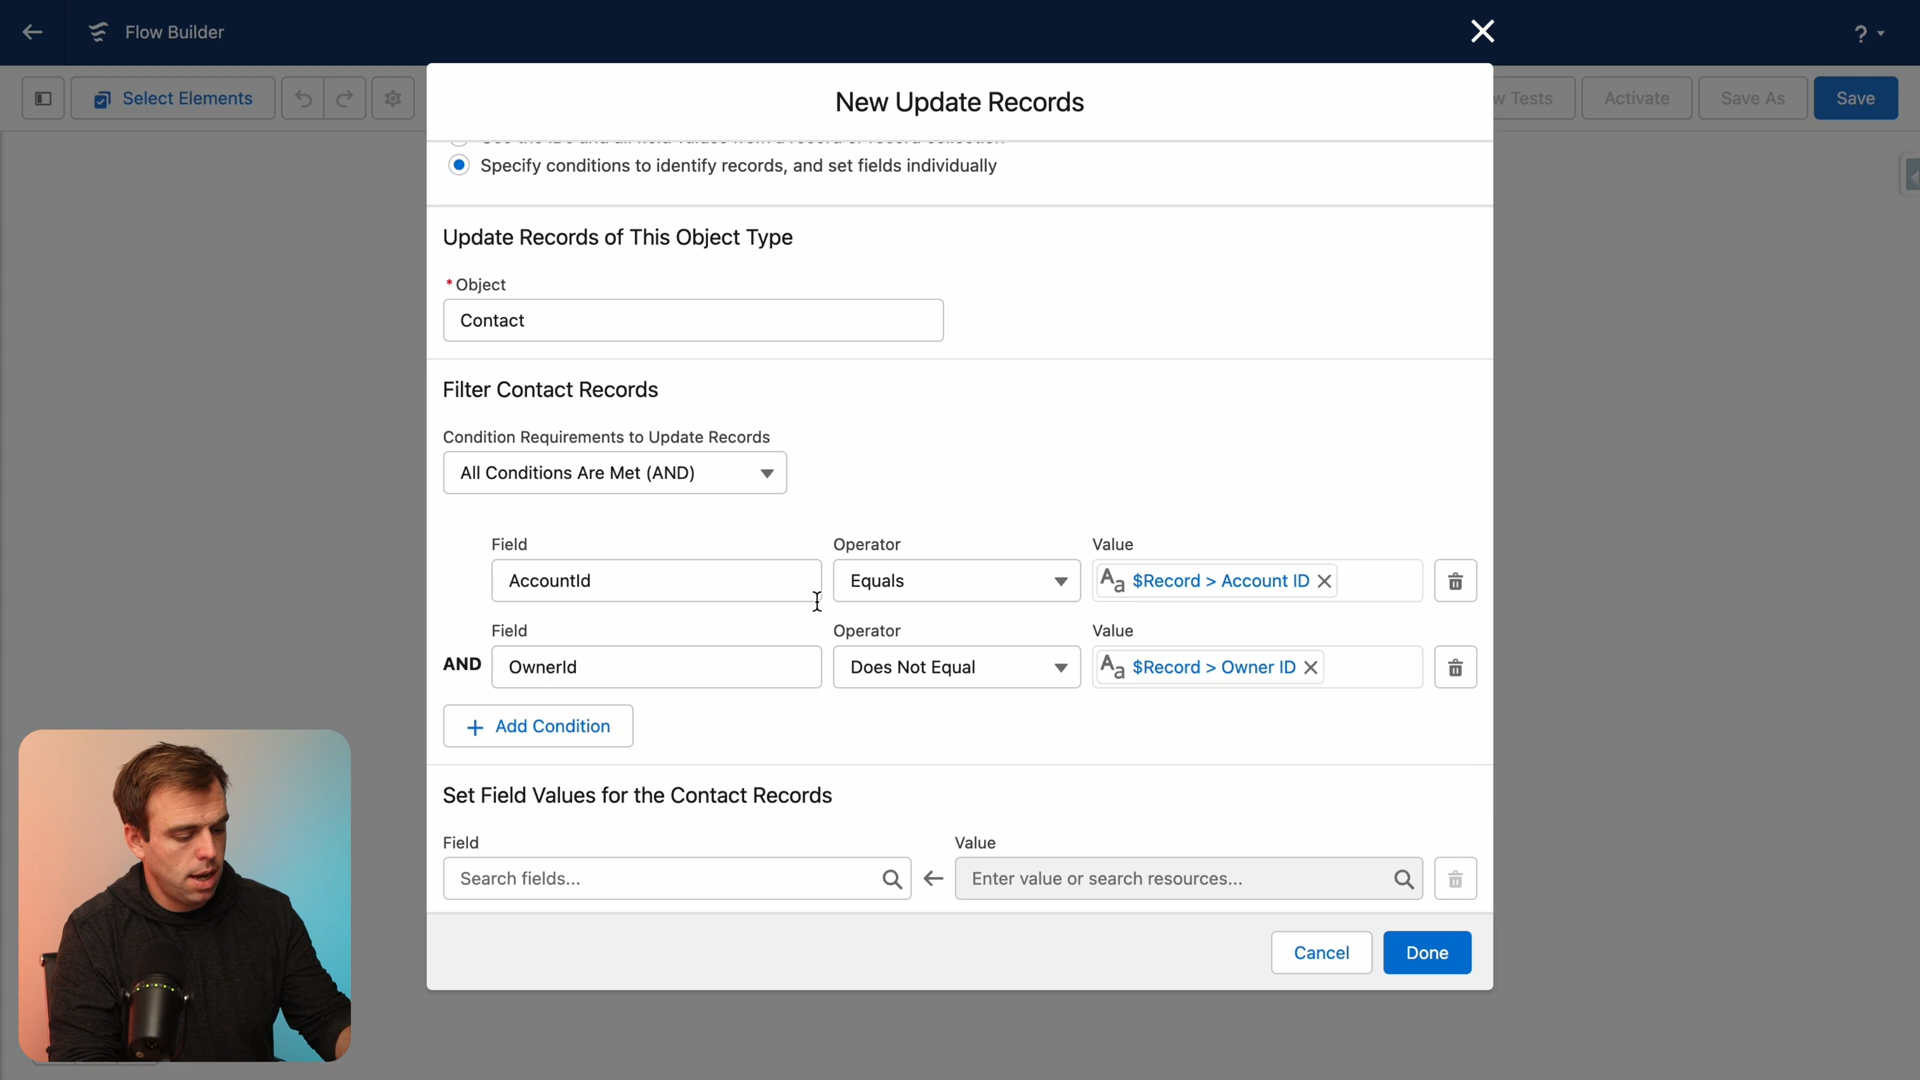 Flow Builder
?
Select Elements
w Tests
Activate
Save As
Save
New Update Records
Specify conditions to identify records, and set fields individually
Update Records of This Object Type
*Object
Contact
Filter Contact Records
Condition Requirements to Update Records
All Conditions Are Met (AND)
Field Operator Value
AccountId Equals Aa $Record > Account ID
Field Operator Value
AND OwnerId Does Not Equal Aa $Record > Owner ID
+ Add Condition
Set Field Values for the Contact Records
Field Value
Search fields... Enter value or search resources...
Cancel Done